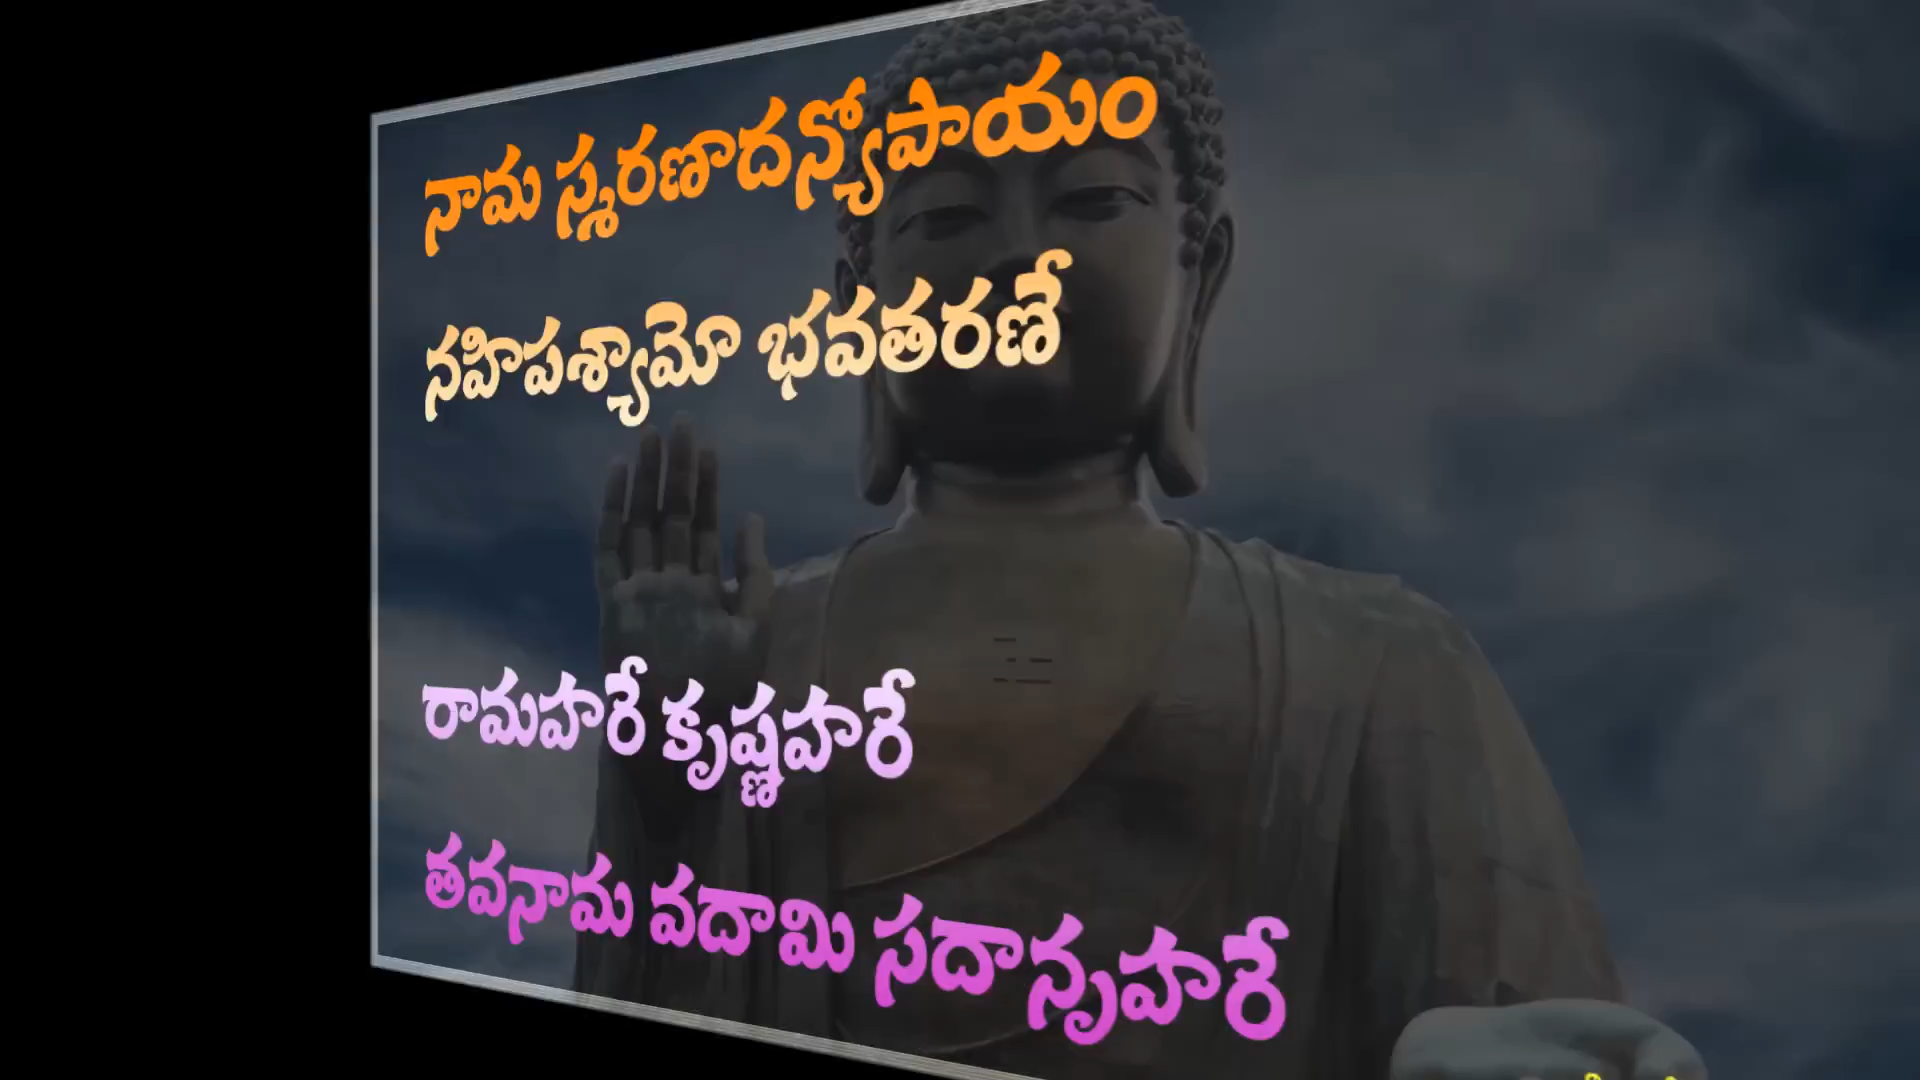 నామ స్మరణాదన్యోపాయం
నహిపశ్యామో భవతరణే
రామహరే కృష్ణహరే
తవనామ వదామి సదానృహరే